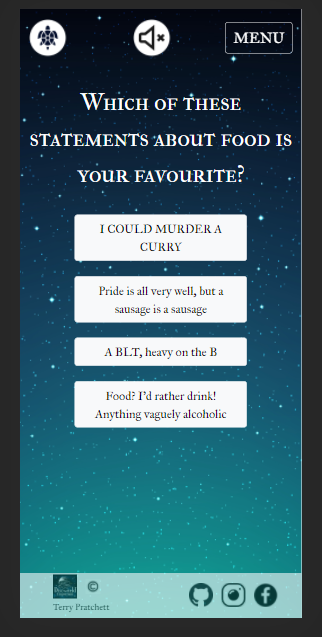 MENU
Which of these
statements about food is
your favourite?
I COULD MURDER A
CURRY
Pride is all very well, but a
sausage is a sausage
A BLT, heavy on the B
Food? I'd rather drink!
Anything vaguely alcoholic
©
Terry Pratchett